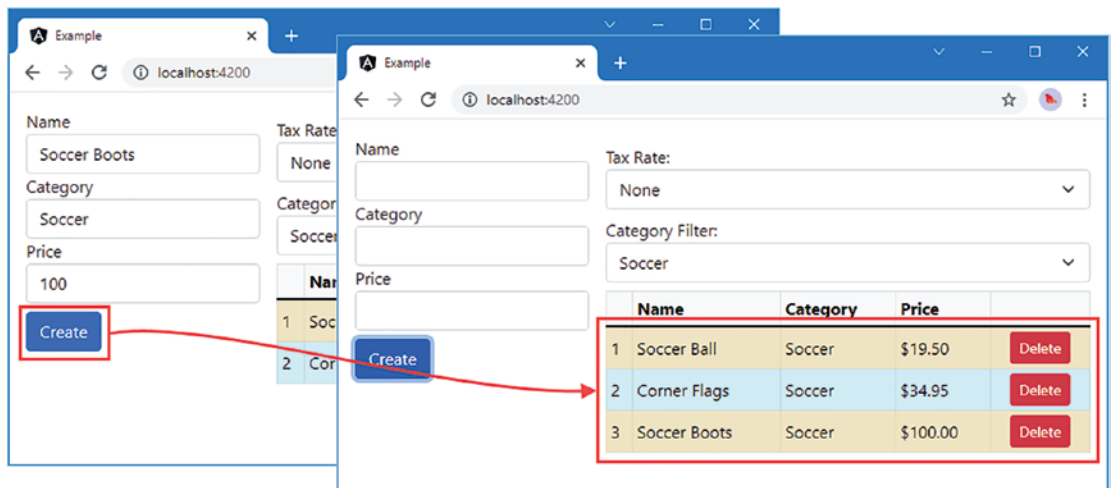 Example
localhost:4200
Name
Soccer Boots
Category
Soccer
Price
100
Create
Tax Rate
None
Categor
Soccer
Nar
1 Soc
2 Cor
Example
localhost:4200
Name
Category
Price
Create
Tax Rate:
None
Category Filter:
Soccer
Name Category Price
1 Soccer Ball Soccer $19.50 Delete
2 Corner Flags Soccer $34.95 Delete
3 Soccer Boots Soccer $100.00 Delete